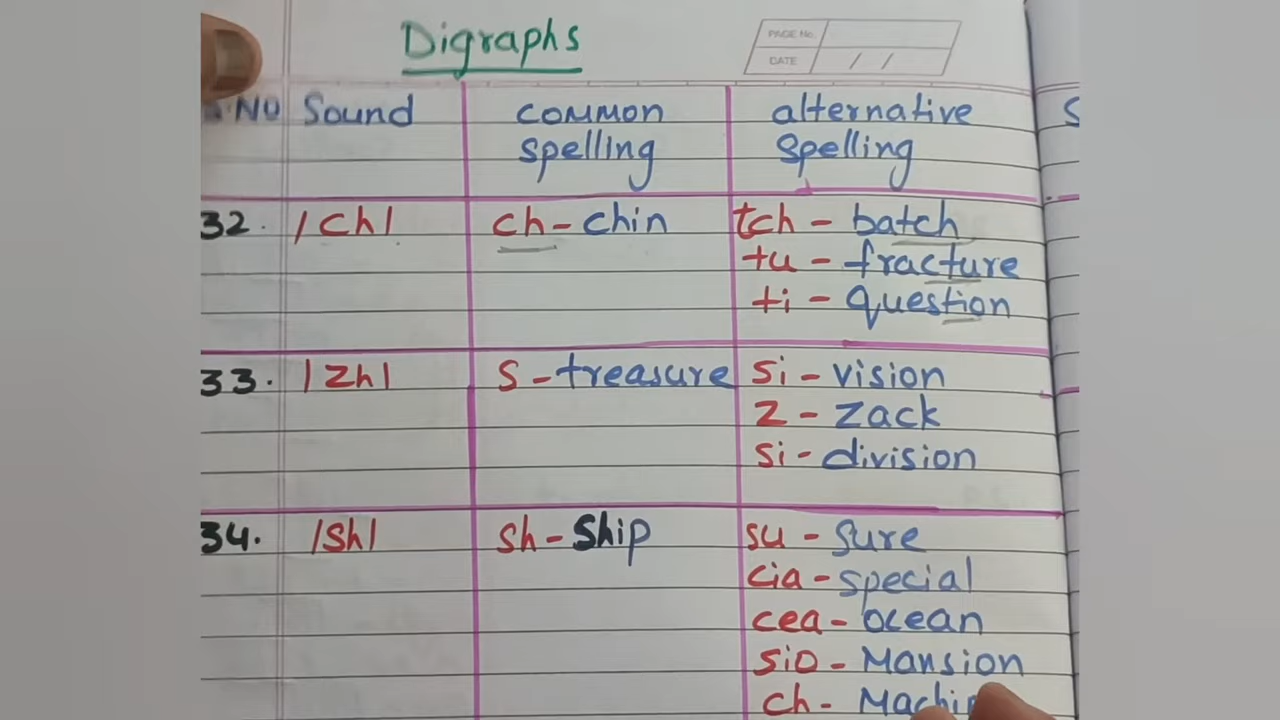 Digraphs
PAGE No.
DATE / /
S.NO Sound common spelling alternative spelling
32. /Ch/ ch - chin tch - batch
tu - fracture
ti - question
33. /Zh/ S - treasure Si - vision
Z - Zack
Si - division
34. /Sh/ sh - Ship su - sure
cia - special
cea - ocean
sio - Mansion
ch -